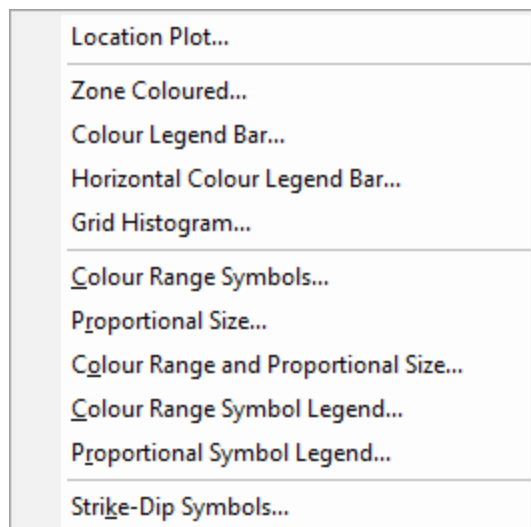 Location Plot...
Zone Coloured...
Colour Legend Bar...
Horizontal Colour Legend Bar...
Grid Histogram...
Colour Range Symbols...
Proportional Size...
Colour Range and Proportional Size...
Colour Range Symbol Legend...
Proportional Symbol Legend...
Strike-Dip Symbols...